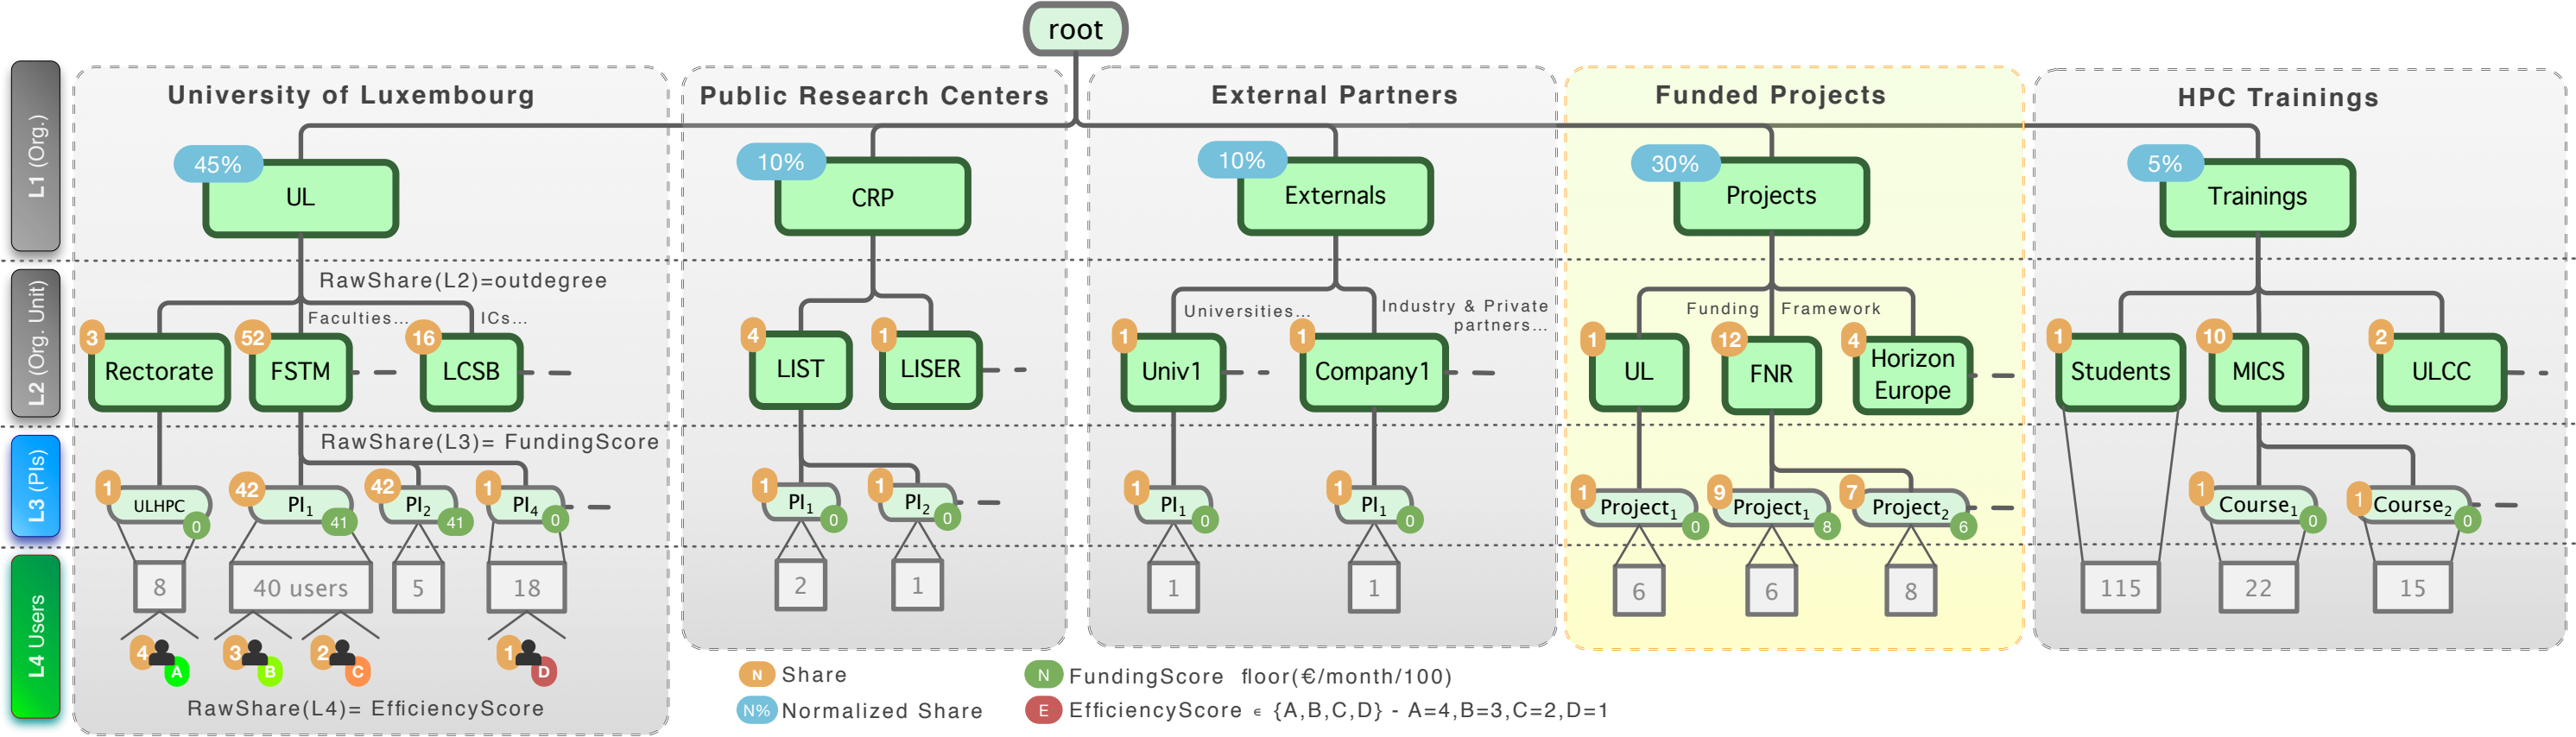 root
University of Luxembourg
Public Research Centers
External Partners
Funded Projects
HPC Trainings
L1 (Org.)
45%
UL
10%
CRP
10%
Externals
30%
Projects
5%
Trainings
L2 (Org. Unit)
RawShare(L2)=outdegree
Faculties...
ICs...
3
Rectorate
52
FSTM
16
LCSB
4
LIST
1
LISER
Universities...
Industry & Private
partners...
1
Univ1
1
Company1
Funding Framework
1
UL
12
FNR
4
Horizon
Europe
1
Students
10
MICS
2
ULCC
L3 (PIs)
RawShare(L3)= FundingScore
1
ULHPC
0
42
PI1
41
42
PI2
41
1
PI4
0
1
PI1
0
1
PI2
0
1
PI1
0
1
PI1
0
1
Project1
0
9
Project1
8
7
Project2
6
1
Course1
0
1
Course2
0
L4 Users
8
40 users
5
18
2
1
1
1
6
6
8
115
22
15
4
A
3
B
2
C
1
D
RawShare(L4)= EfficiencyScore
N Share
N FundingScore floor(€/month/100)
N% Normalized Share
E EfficiencyScore ∊ {A,B,C,D} - A=4,B=3,C=2,D=1